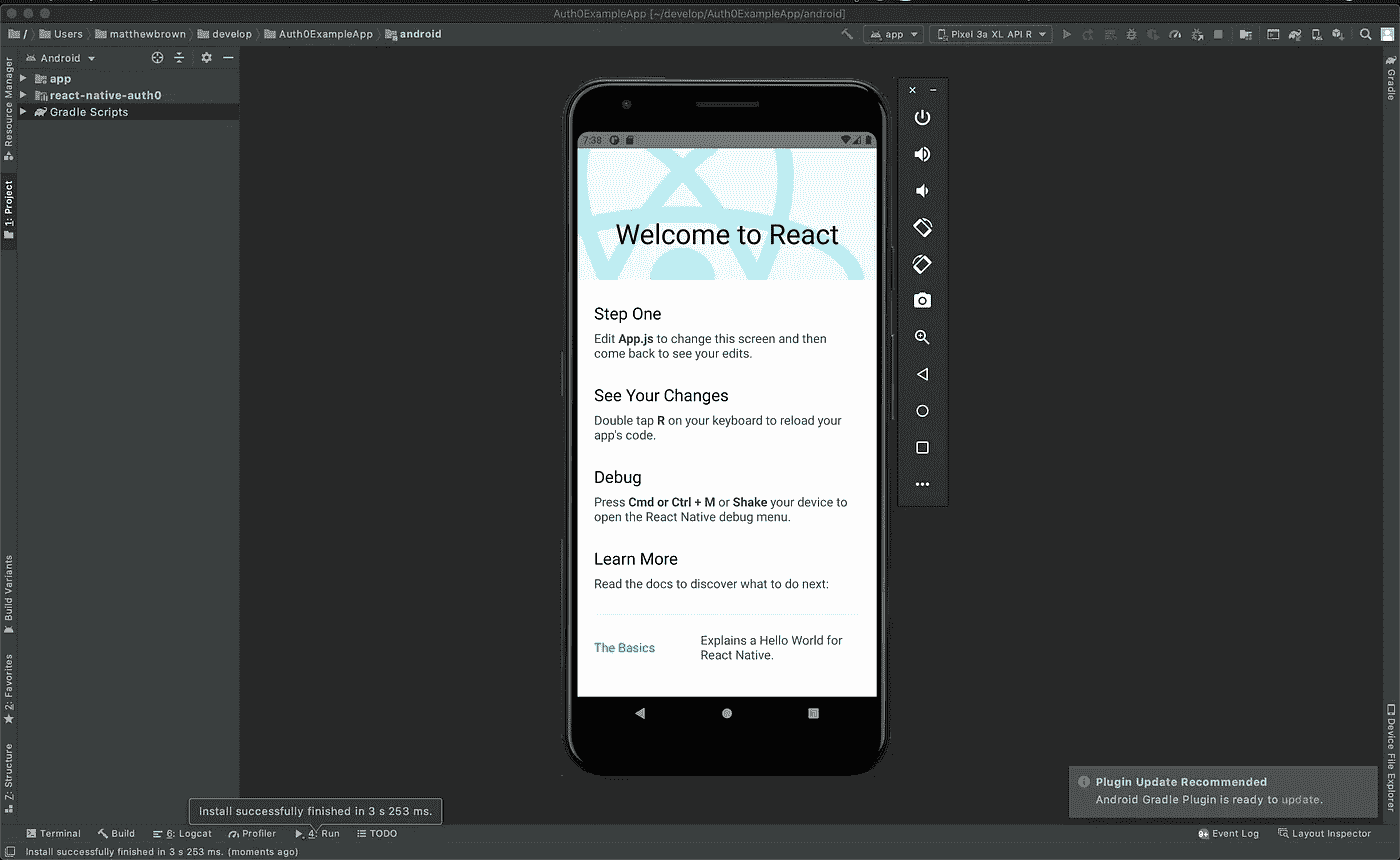 Auth0ExampleApp [~/develop/Auth0ExampleApp/android]
/ Users matthewbrown develop Auth0ExampleApp android
app Pixel 3a XL API R
Android
app
react-native-auth0
Gradle Scripts
Resource Manager
1: Project
Build Variants
2: Favorites
Z: Structure
Gradle
Device File Explorer
7:38
Welcome to React
Step One
Edit App.js to change this screen and then
come back to see your edits.
See Your Changes
Double tap R on your keyboard to reload your
app's code.
Debug
Press Cmd or Ctrl + M or Shake your device to
open the React Native debug menu.
Learn More
Read the docs to discover what to do next:
The Basics
Explains a Hello World for
React Native.
Plugin Update Recommended
Android Gradle Plugin is ready to update.
Install successfully finished in 3 s 253 ms.
Terminal Build 6: Logcat Profiler 4: Run TODO
Event Log Layout Inspector
Install successfully finished in 3 s 253 ms. (moments ago)